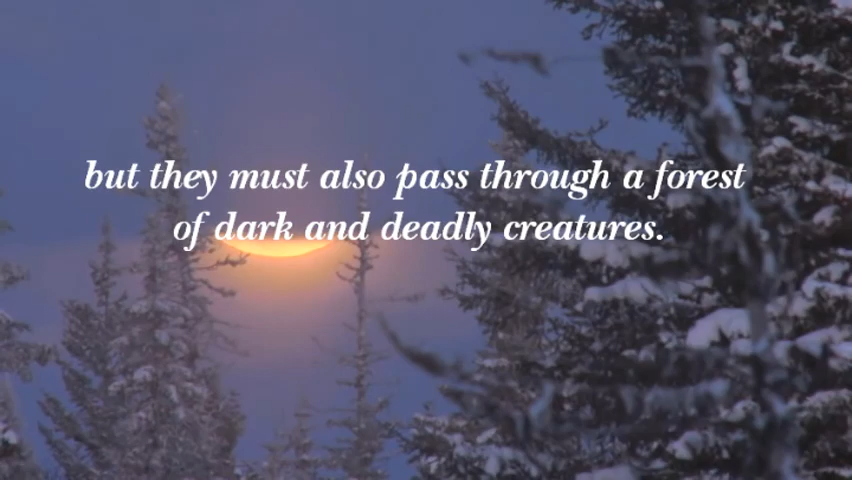 but they must also pass through a forest
of dark and deadly creatures.